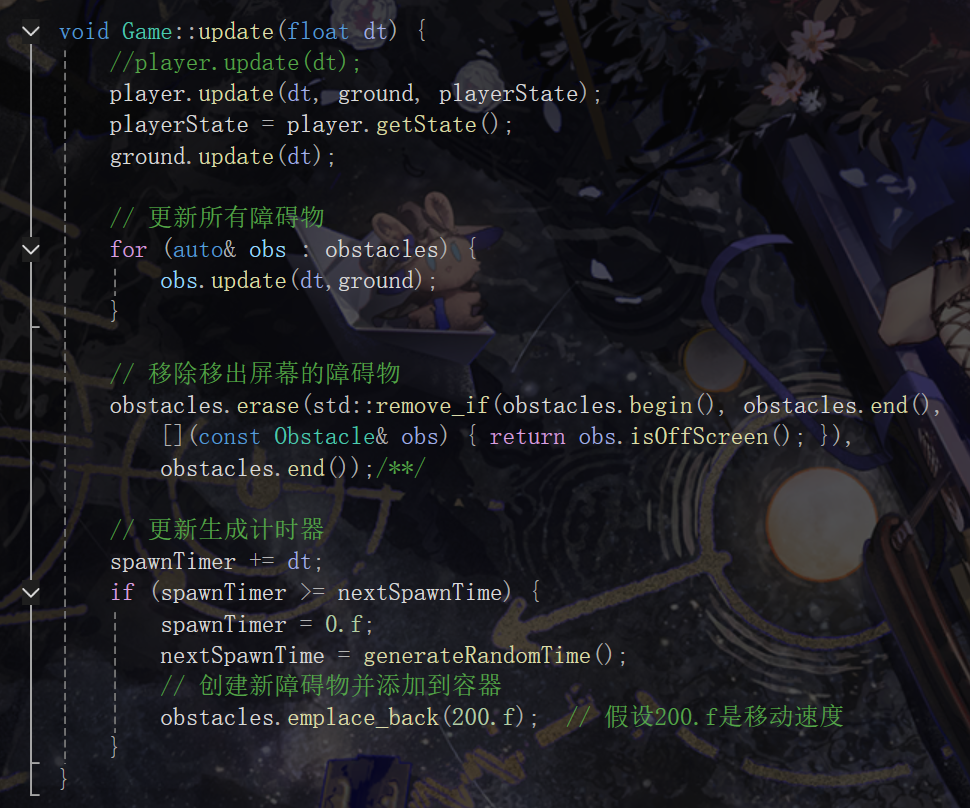 void Game::update(float dt) {
//player.update(dt);
player.update(dt, ground, playerState);
playerState = player.getState();
ground.update(dt);
// 更新所有障碍物
for (auto& obs : obstacles) {
obs.update(dt,ground);
}
// 移除移出屏幕的障碍物
obstacles.erase(std::remove_if(obstacles.begin(), obstacles.end(),
[](const Obstacle& obs) { return obs.isOffScreen(); }),
obstacles.end());/**/
// 更新生成计时器
spawnTimer += dt;
if (spawnTimer >= nextSpawnTime) {
spawnTimer = 0.f;
nextSpawnTime = generateRandomTime();
// 创建新障碍物并添加到容器
obstacles.emplace_back(200.f);  // 假设200.f是移动速度
}
}